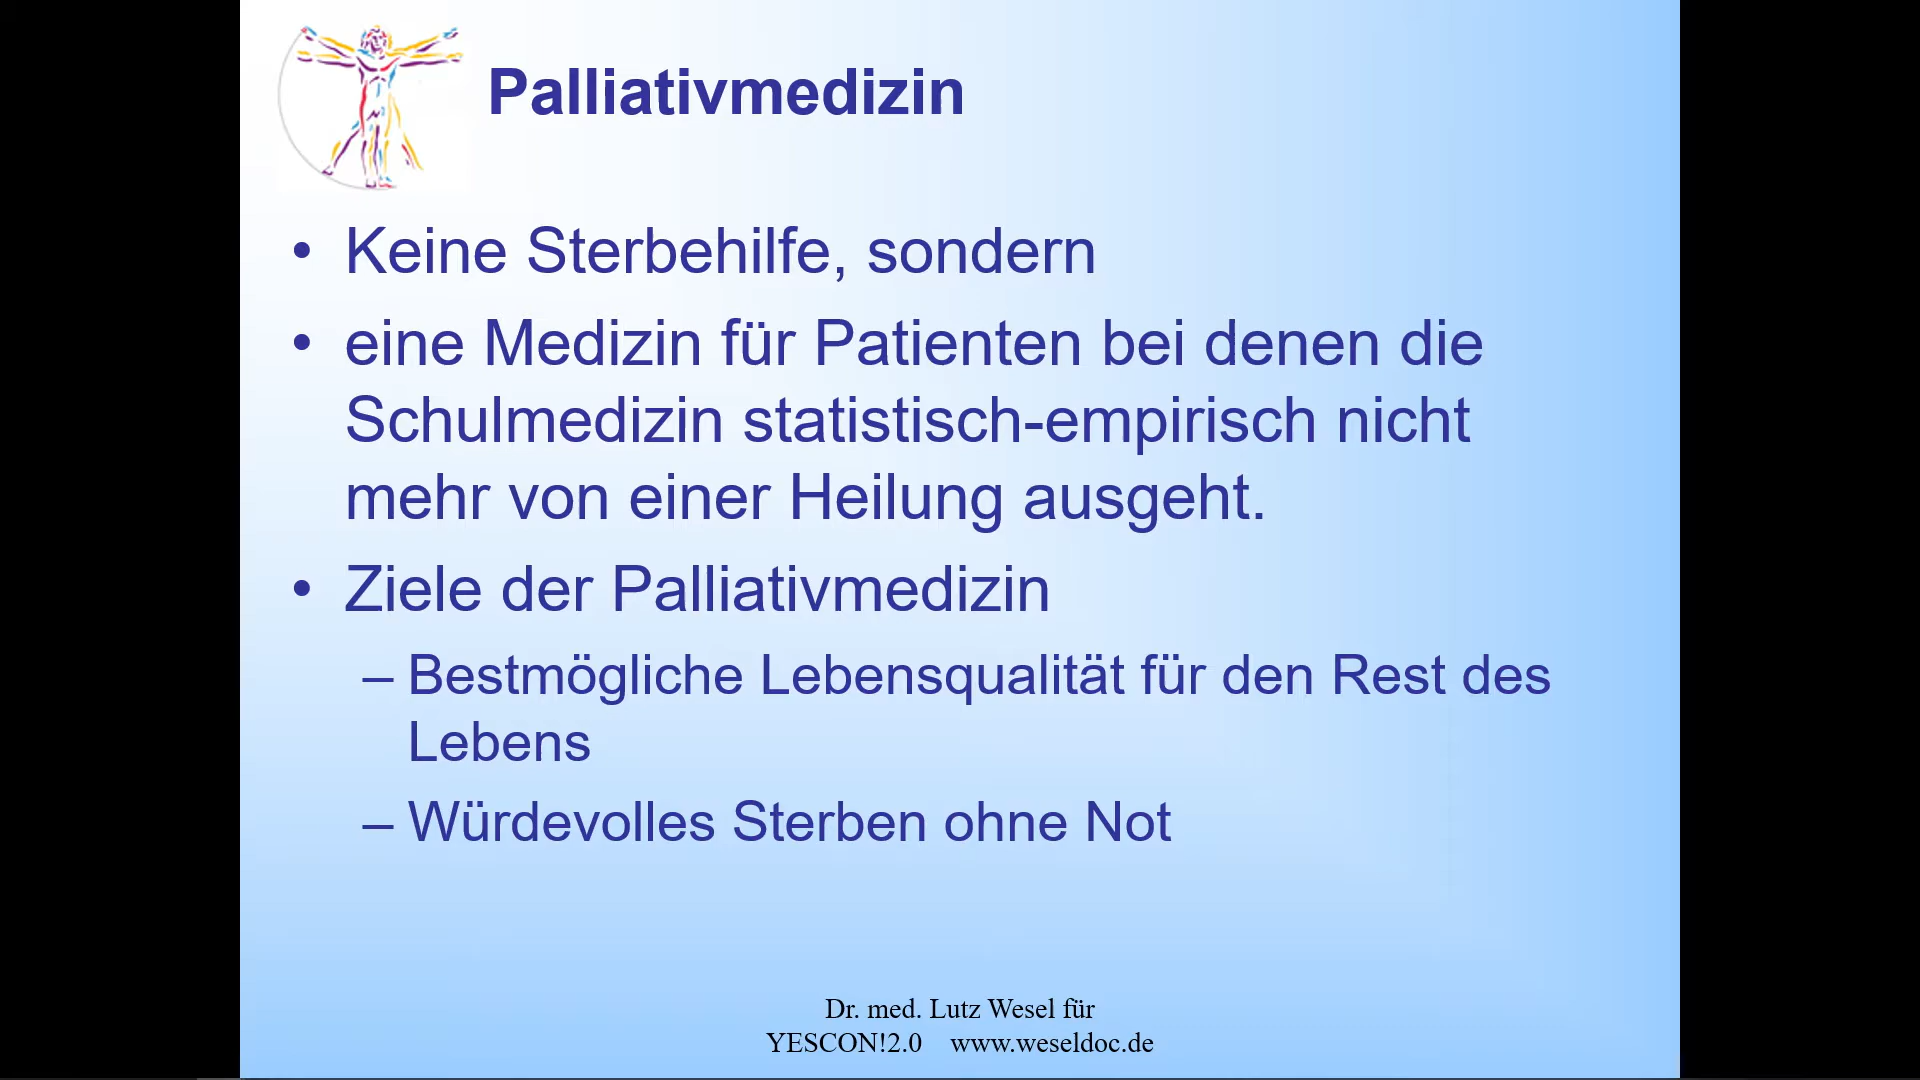 Palliativmedizin
• Keine Sterbehilfe, sondern
• eine Medizin für Patienten bei denen die
Schulmedizin statistisch-empirisch nicht
mehr von einer Heilung ausgeht.
• Ziele der Palliativmedizin
– Bestmögliche Lebensqualität für den Rest des
Lebens
– Würdevolles Sterben ohne Not
Dr. med. Lutz Wesel für
YESCON!2.0 www.weseldoc.de